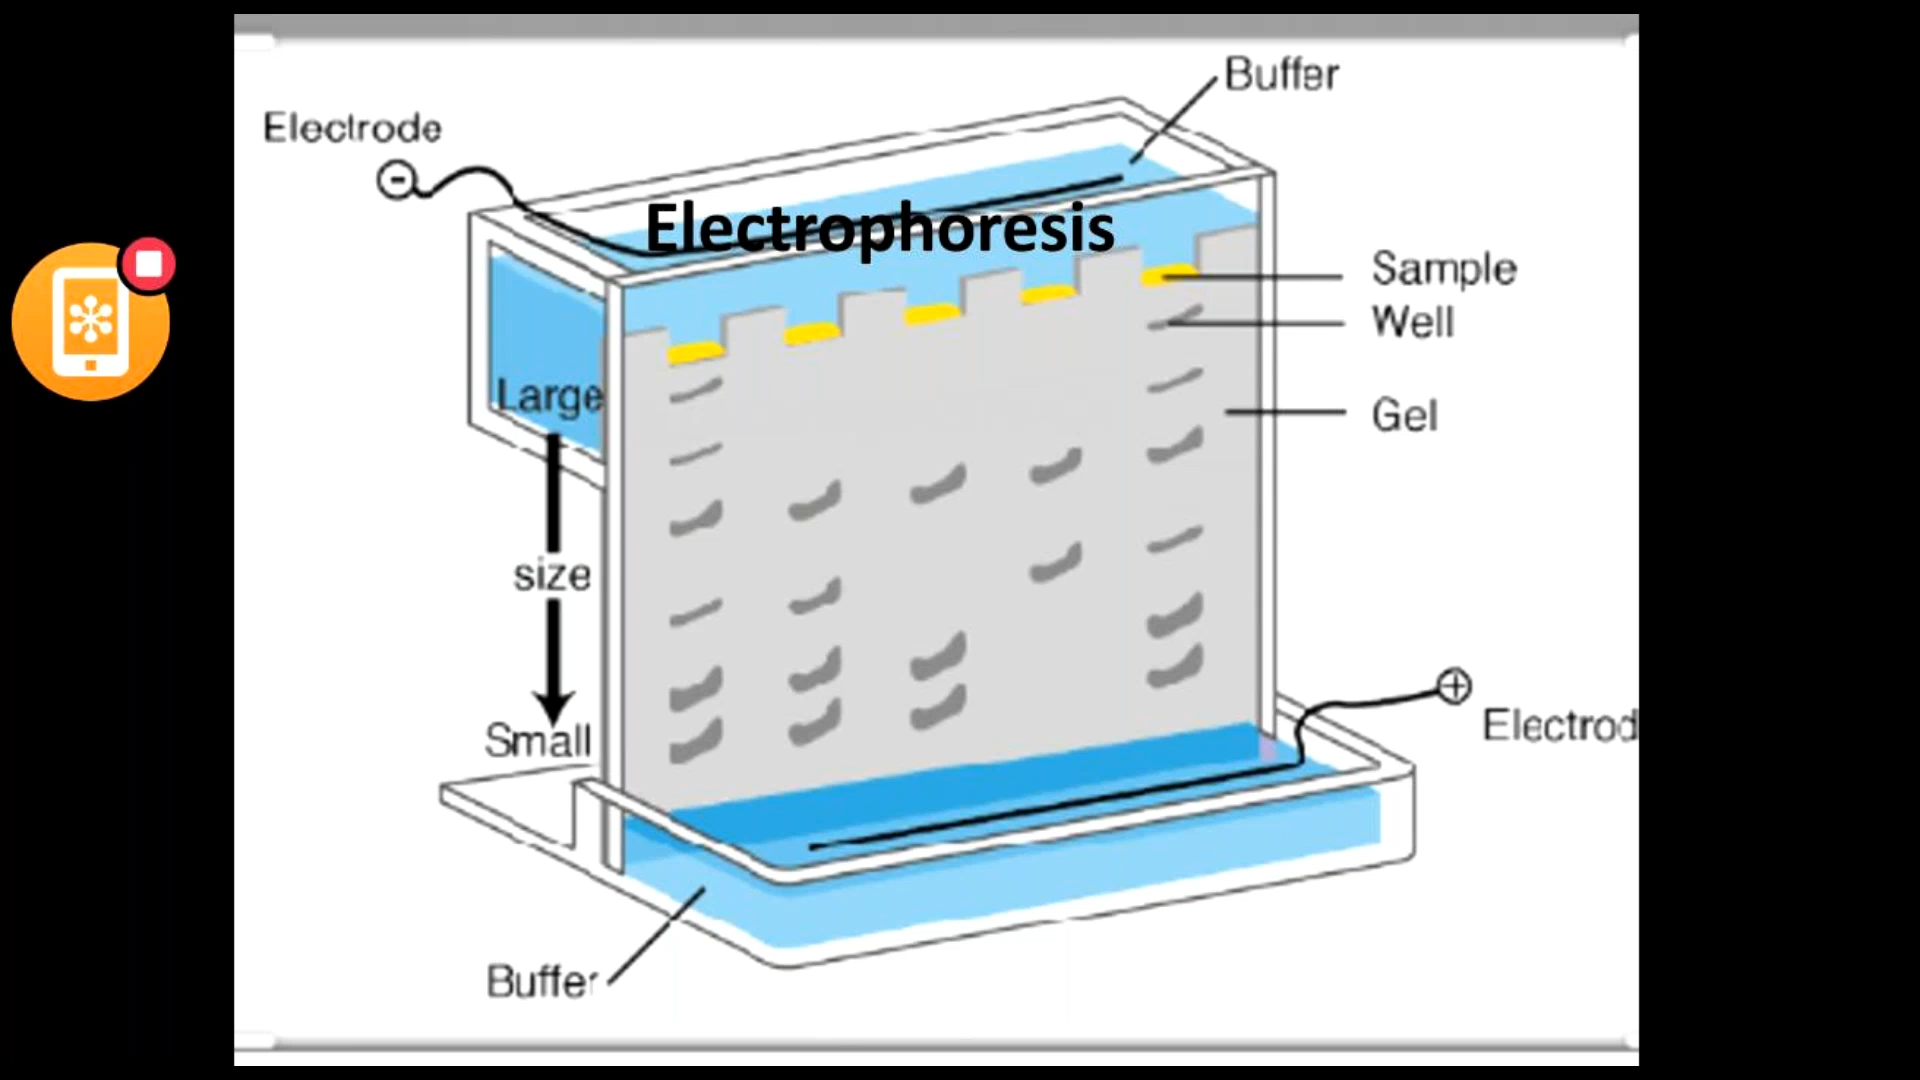 Buffer
Electrode
-
Electrophoresis
Sample
Well
Large
Gel
size
+
Small
Electrod
Buffer